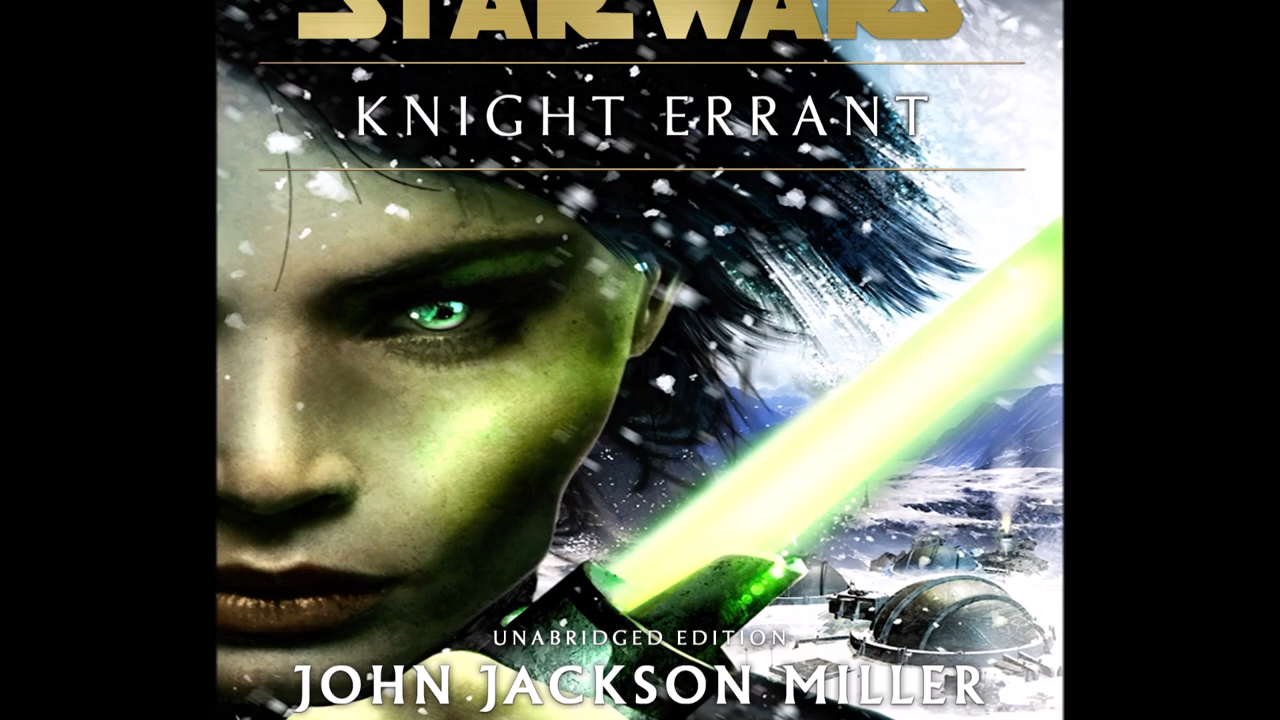 STAR WARS
KNIGHT ERRANT
UNABRIDGED EDITION
JOHN JACKSON MILLER